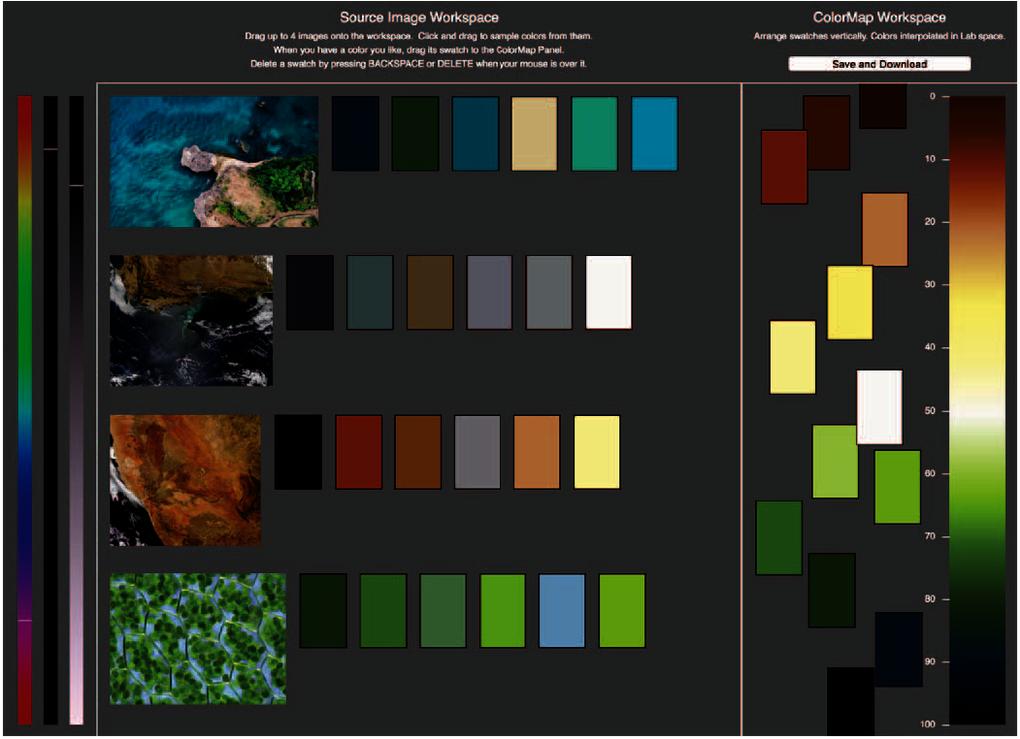 Source Image Workspace
Drag up to 4 images onto the workspace. Click and drag to sample colors from them.
When you have a color you like, drag its swatch to the ColorMap Panel.
Delete a swatch by pressing BACKSPACE or DELETE when your mouse is over it.
ColorMap Workspace
Arrange swatches vertically. Colors interpolated in Lab space.
Save and Download
0
10
20
30
40
50
60
70
80
90
100